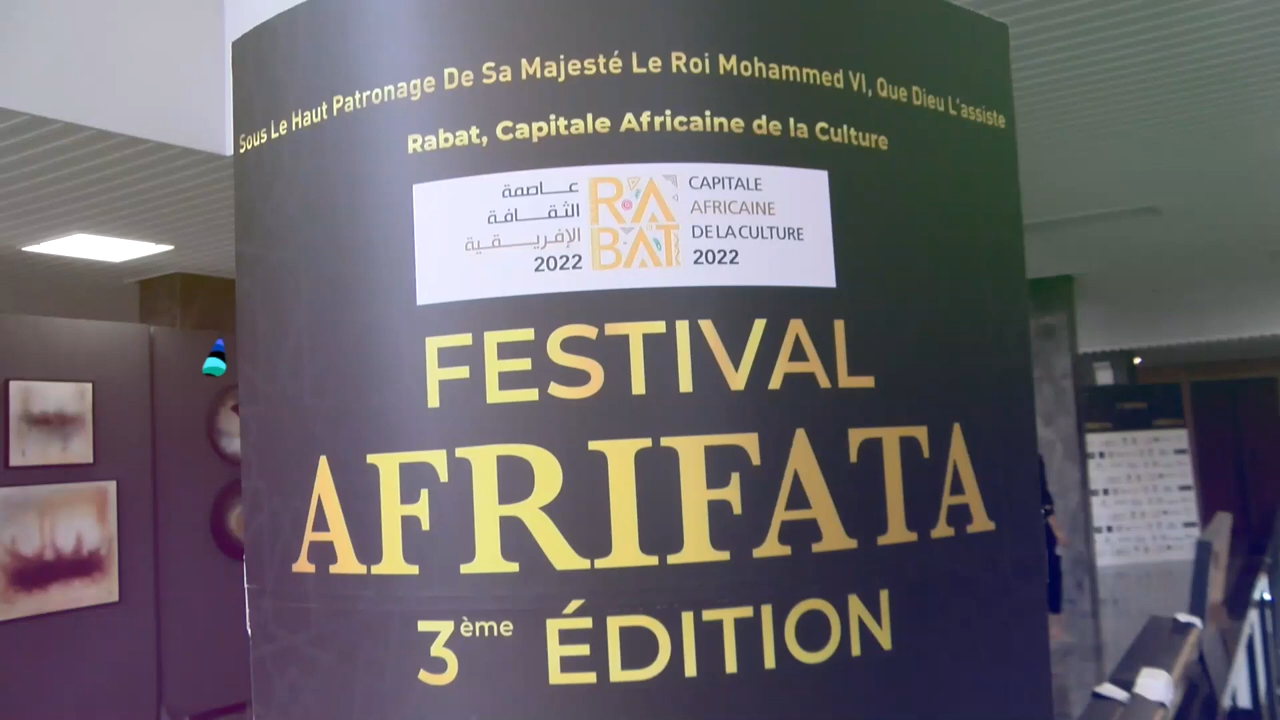 Sous Le Haut Patronage De Sa Majesté Le Roi Mohammed VI, Que Dieu L'assiste
Rabat, Capitale Africaine de la Culture
عاصمة
الثقافة
الإفريقية
2022
RA
BAT
CAPITALE
AFRICAINE
DE LA CULTURE
2022
FESTIVAL
AFRIFATA
3ème ÉDITION